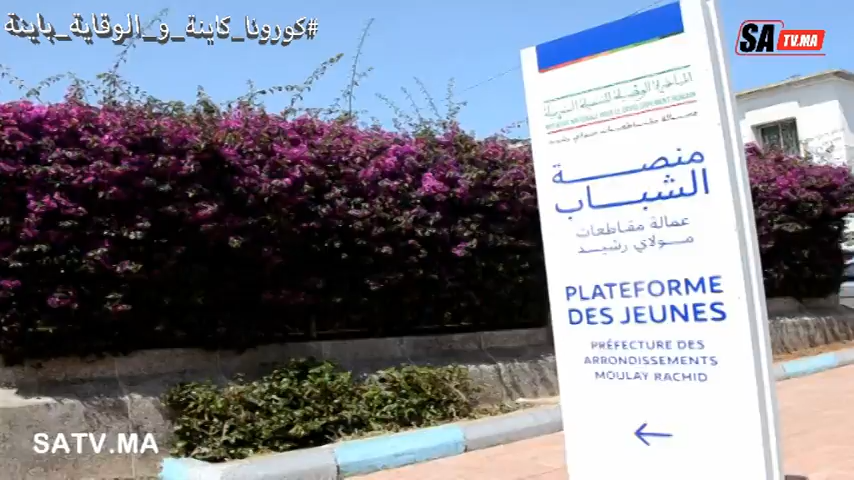 #كورونا_كاينة_و_الوقاية_باينة
SA TV.MA
منصة
الشباب
عمالة مقاطعات
مولاي رشيد
PLATEFORME
DES JEUNES
PRÉFECTURE DES
ARRONDISSEMENTS
MOULAY RACHID
SATV.MA